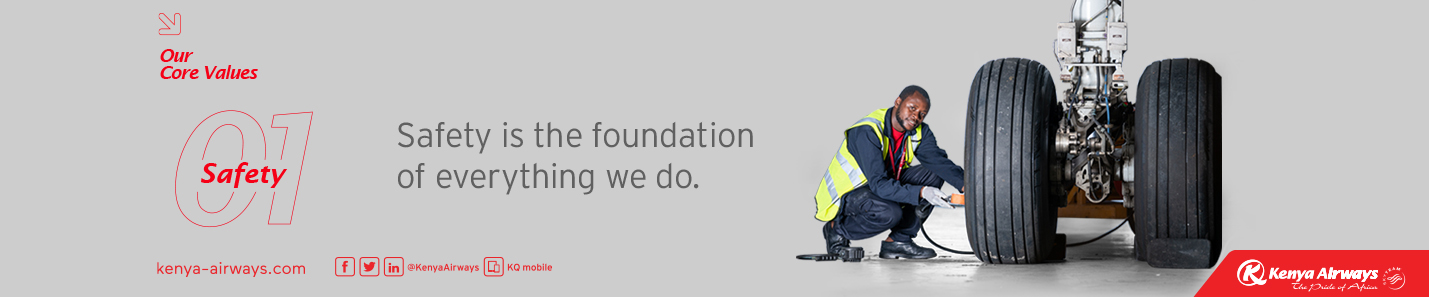 Our
Core Values
01
Safety
Safety is the foundation
of everything we do.
kenya-airways.com
@KenyaAirways
KQ mobile
Kenya Airways
The Pride of Africa
SKYTEAM